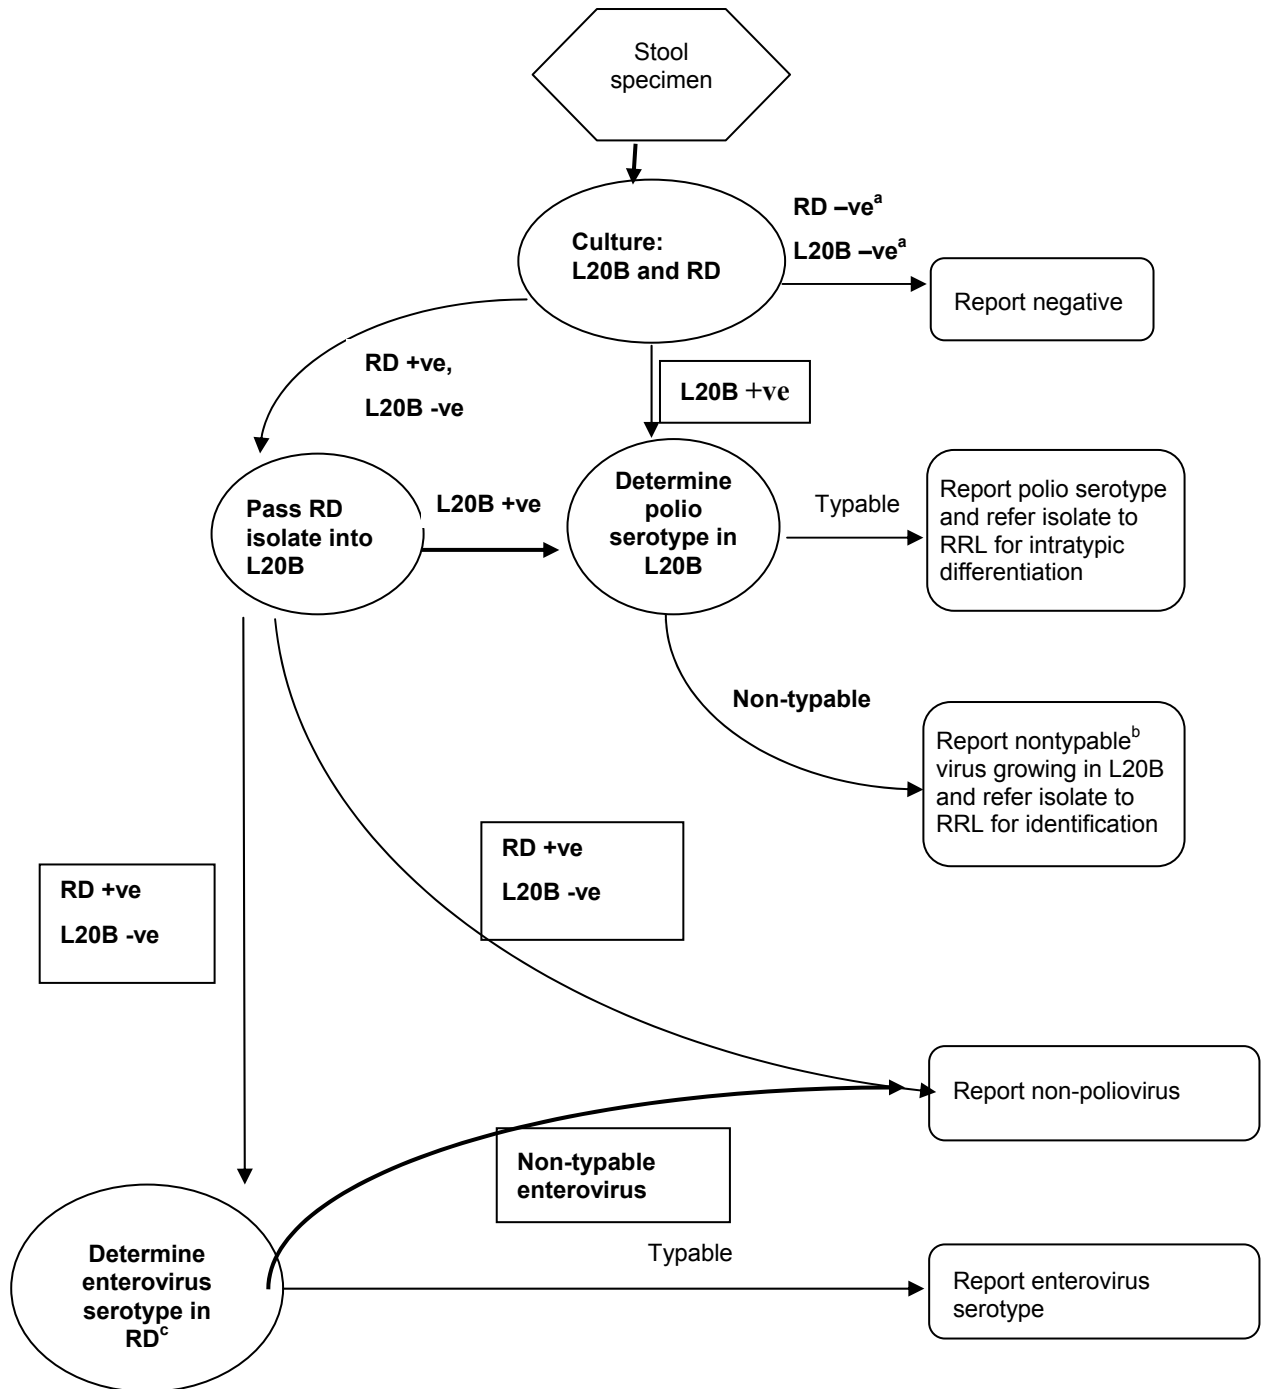 Stool
specimen
Culture:
L20B and RD
RD –veᵃ
L20B –veᵃ
Report negative
RD +ve,
L20B -ve
L20B +ve
Pass RD
isolate into
L20B
L20B +ve
Determine
polio
serotype in
L20B
Typable
Report polio serotype
and refer isolate to
RRL for intratypic
differentiation
Non-typable
Report nontypableᵇ
virus growing in L20B
and refer isolate to
RRL for identification
RD +ve
L20B -ve
RD +ve
L20B -ve
Report non-poliovirus
Non-typable
enterovirus
Determine
enterovirus
serotype in
RDᶜ
Typable
Report enterovirus
serotype